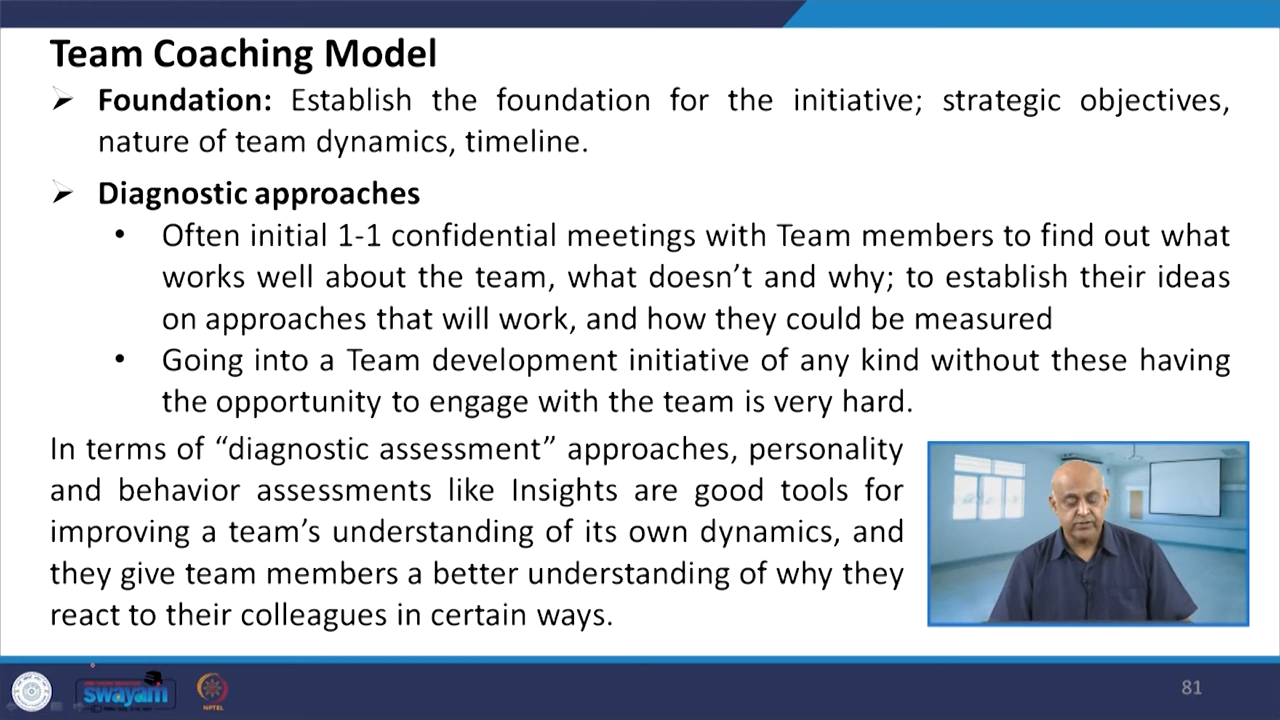 Team Coaching Model
➢ Foundation: Establish the foundation for the initiative; strategic objectives,
nature of team dynamics, timeline.
➢ Diagnostic approaches
• Often initial 1-1 confidential meetings with Team members to find out what
works well about the team, what doesn’t and why; to establish their ideas
on approaches that will work, and how they could be measured
• Going into a Team development initiative of any kind without these having
the opportunity to engage with the team is very hard.
In terms of “diagnostic assessment” approaches, personality
and behavior assessments like Insights are good tools for
improving a team’s understanding of its own dynamics, and
they give team members a better understanding of why they
react to their colleagues in certain ways.
swayam
NPTEL
81